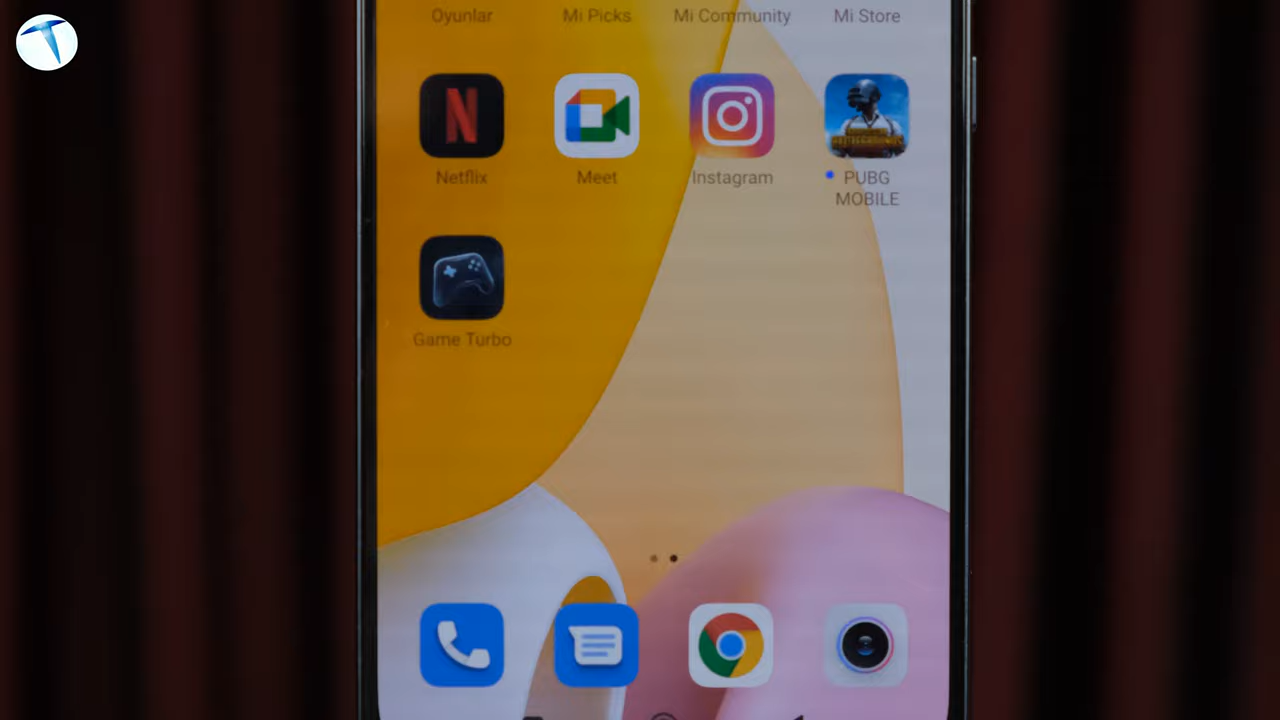 Oyunlar
Mi Picks
Mi Community
Mi Store
Netflix
Meet
Instagram
PUBG
MOBILE
Game Turbo